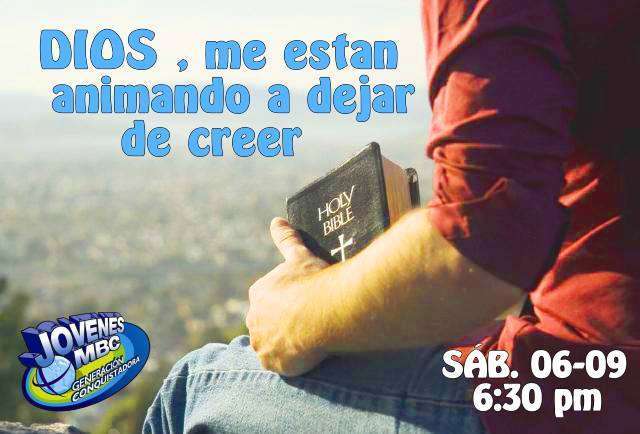 DIOS , me estan
animando a dejar
de creer
HOLY
BIBLE
JOVENES
MBC
GENERACIÓN
CONQUISTADORA
SÁB. 06-09
6:30 pm